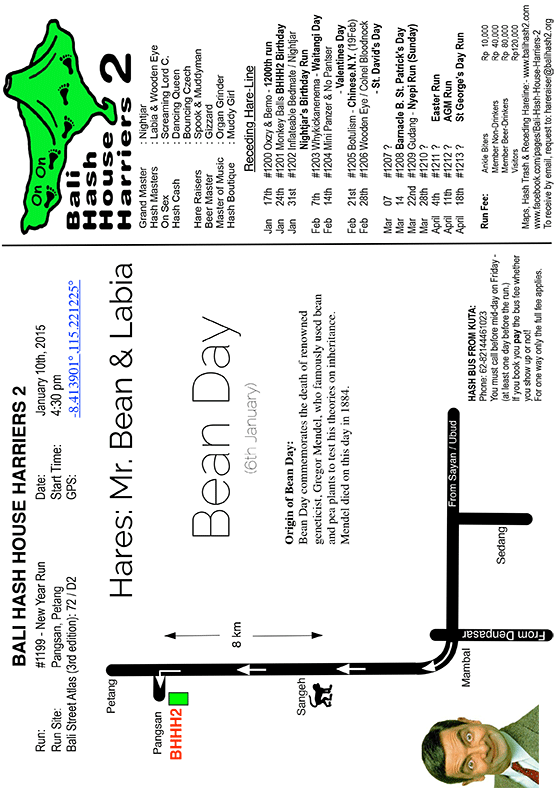 BALI HASH HOUSE HARRIERS 2
Run: #1199 - New Year Run
Run Site: Pangsan, Petang
Bali Street Atlas (3rd edition): 72 / D2
Date: January 10th, 2015
Start Time: 4:30 pm
GPS: -8.413901°,115.221225°
Hares: Mr. Bean & Labia
Bean Day
(6th January)
Origin of Bean Day:
Bean Day commemorates the death of renowned
geneticist, Gregor Mendel, who famously used bean
and pea plants to test his theories on inheritance.
Mendel died on this day in 1884.
Petang
Pangsan
BHHH2
8 km
Sangeh
Mambal
From Denpasar
Sedang
From Sayan / Ubud
HASH BUS FROM KUTA:
Phone: 62-82144461023
You must call before mid-day on Friday -
(at least one day before the run.)
If you book you pay the bus fee whether
you show up or not!
For one way only the full fee applies.
On On
Bali
Hash
House
Harriers 2
Grand Master : Nightjar
Hash Masters : Labia & Wooden Eye
On Sex : Screaming Lord C.
: Dancing Queen
Hash Cash : Bouncing Czech
Hare Raisers : Spook & Muddyman
Beer Master : Gizzard
Master of Music : Organ Grinder
Hash Boutique : Muddy Girl
Receding Hare-Line
Jan 17th #1200 Oxzy & Berno - 1200th run
Jan 24th #1201 Monkey Balls BHHH2 Birthday
Jan 31st #1202 Inflateable Bedmate / Nightjar
Nightjar's Birthday Run
Feb 7th #1203 Whykickanenema - Waitangi Day
Feb 14th #1204 Mini Panzer & No Pantser
- Valentines Day
Feb 21st #1205 Botulism - Chinese.N.Y. (19Feb)
Feb 28th #1206 Wooden Eye / Cohel Bloodnock
- St. David's Day
Mar 07 #1207 ?
Mar 14 #1208 Barnacle B. St. Patrick's Day
Mar 22nd #1209 Gudang - Nyepi Run (Sunday)
Mar 28th #1210 ?
April 4th #1211 ? Easter Run
April 11th #1212 ? AGM Run
April 18th #1213 ? St George's Day Run
Run Fee: Ankle Biters Rp 10,000
Member Non-Drinkers Rp 40,000
Member Beer-Drinkers Rp 80,000
Visitors Rp120,000
Maps, Hash Trash & Receding Hareline:- www.balihash2.com
www.facebook.com/pages/Bali-Hash-House-Harriers-2
To receive by email, request to: hareraiser@balihash2.org